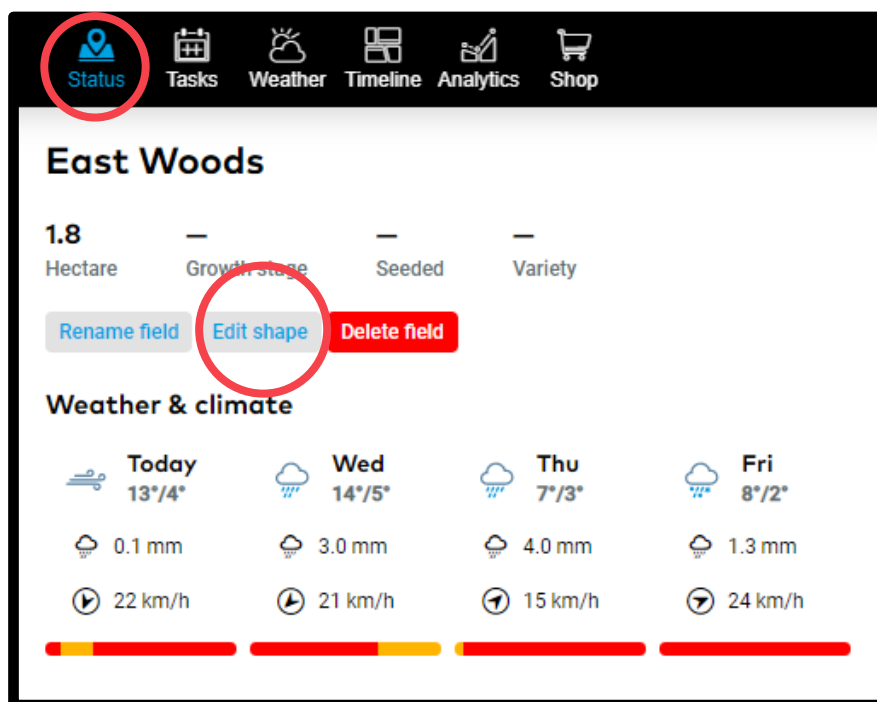 Status Tasks Weather Timeline Analytics Shop
East Woods
1.8 — — —
Hectare Growth stage Seeded Variety
Rename field Edit shape Delete field
Weather & climate
Today Wed Thu Fri
13°/4° 14°/5° 7°/3° 8°/2°
0.1 mm 3.0 mm 4.0 mm 1.3 mm
22 km/h 21 km/h 15 km/h 24 km/h